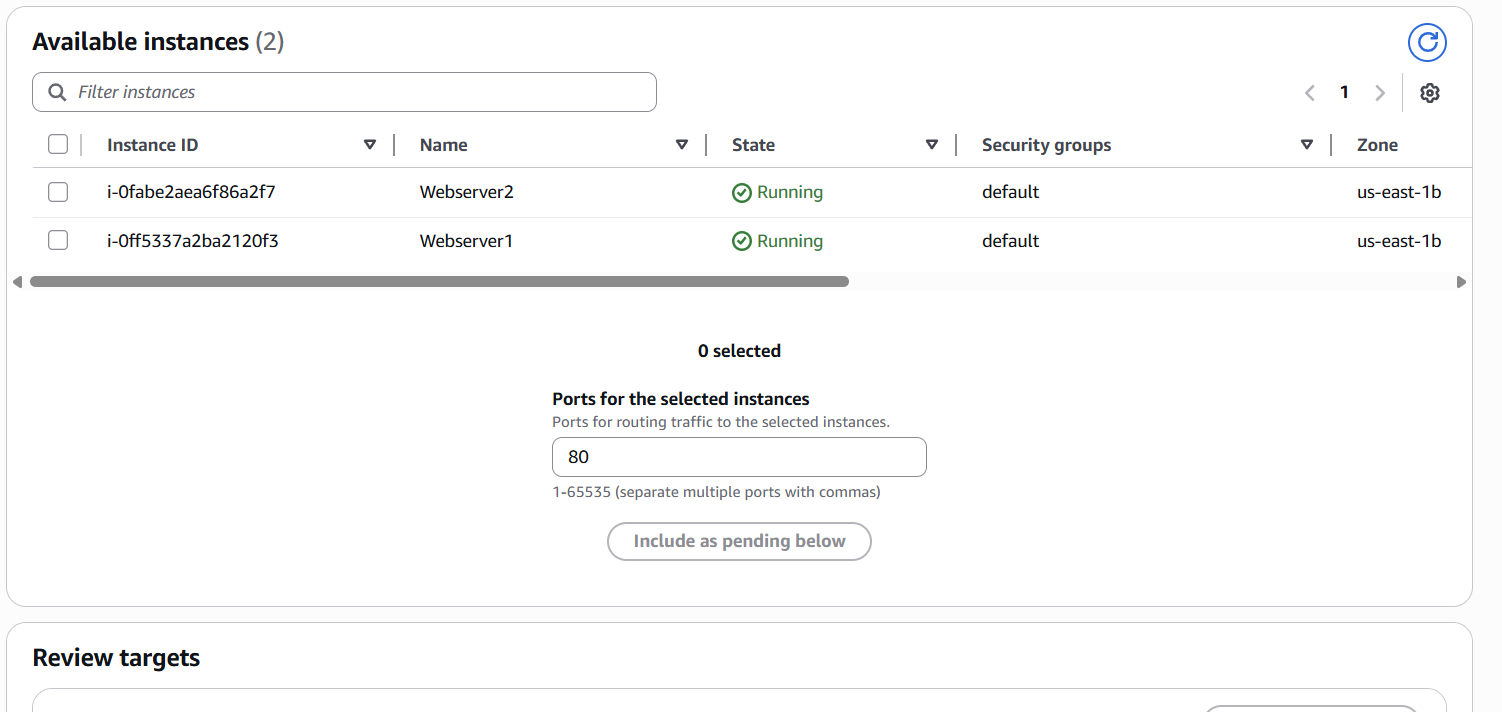 Available instances (2)
Filter instances
1
Instance ID Name State Security groups Zone
i-0fabe2aea6f86a2f7 Webserver2 Running default us-east-1b
i-0ff5337a2ba2120f3 Webserver1 Running default us-east-1b
0 selected
Ports for the selected instances
Ports for routing traffic to the selected instances.
80
1-65535 (separate multiple ports with commas)
Include as pending below
Review targets